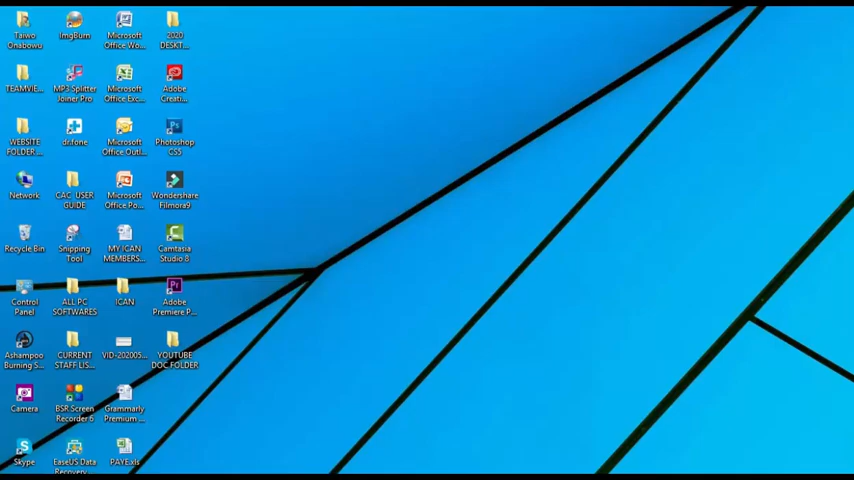 Taiwo
Onabowu
ImgBurn
Microsoft
Office Wo...
2020
DESKT...
TEAMVIE...
MP3 Splitter
Joiner Pro
Microsoft
Office Exc...
Adobe
Creati...
WEBSITE
FOLDER ...
dr.fone
Microsoft
Office Outl...
Photoshop
CS5
Network
CAC USER
GUIDE
Microsoft
Office Po...
Wondershare
Filmora9
Recycle Bin
Snipping
Tool
MY ICAN
MEMBERS...
Camtasia
Studio 8
Control
Panel
ALL PC
SOFTWARES
ICAN
Adobe
Premiere P...
Ashampoo
Burning S...
CURRENT
STAFF LIS...
VID-202005...
YOUTUBE
DOC FOLDER
Camera
BSR Screen
Recorder 6
Grammarly
Premium ...
Skype
EaseUS Data
Recovery ...
PAYE.xls